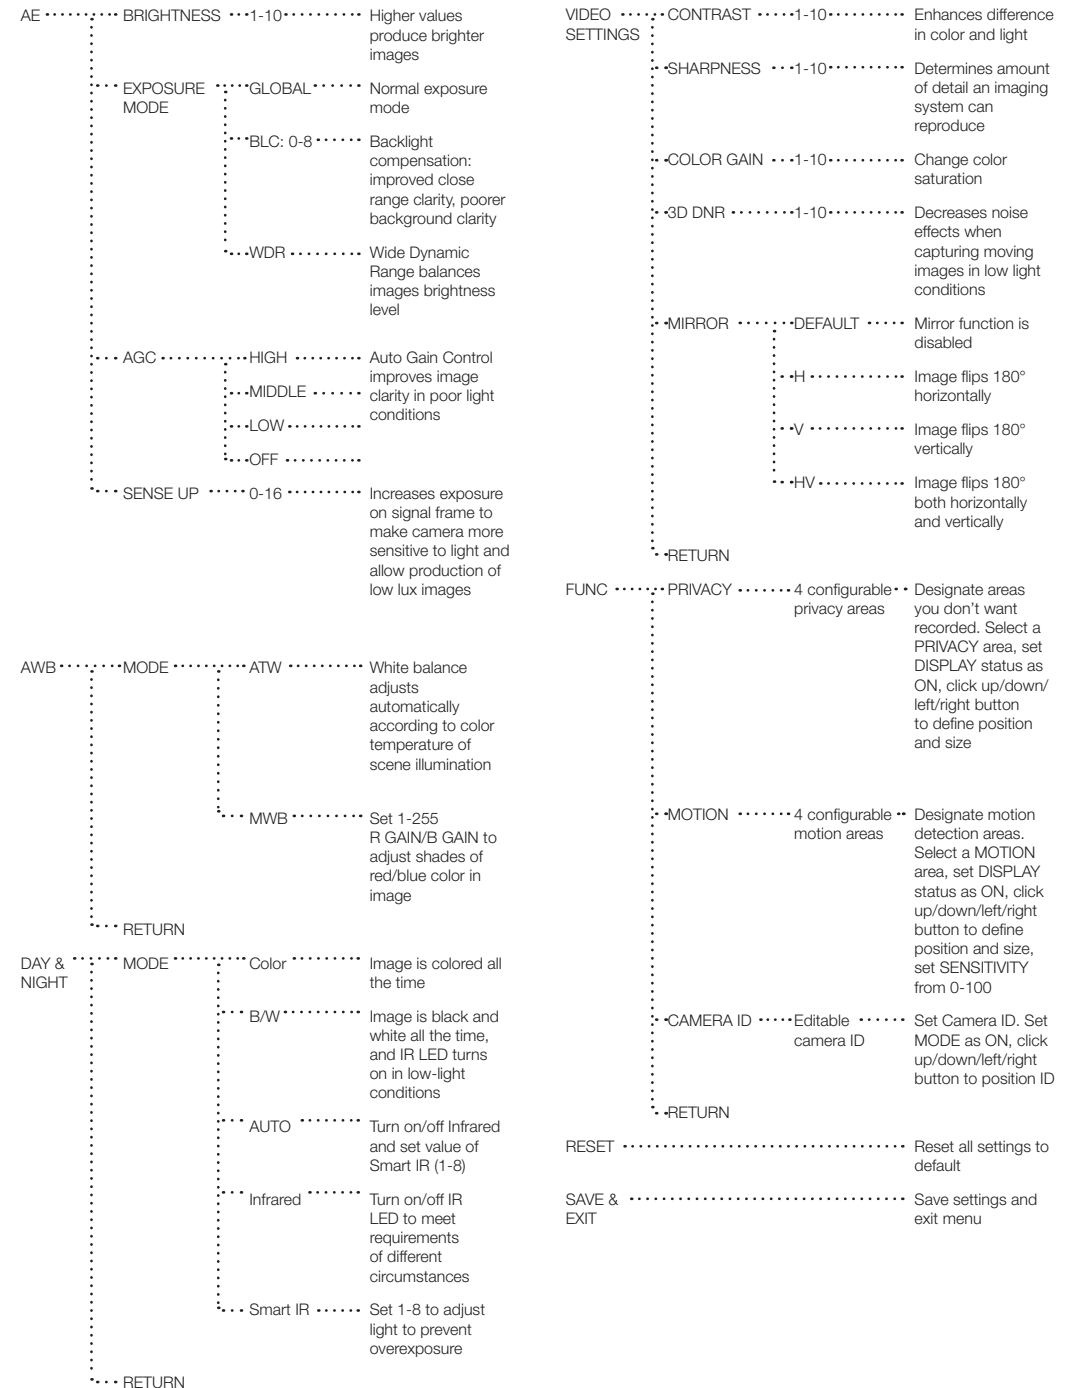 AE BRIGHTNESS 1-10 Higher values
produce brighter
images
EXPOSURE GLOBAL Normal exposure
MODE mode
BLC: 0-8 Backlight
compensation:
improved close
range clarity, poorer
background clarity
WDR Wide Dynamic
Range balances
images brightness
level
AGC HIGH Auto Gain Control
improves image
MIDDLE clarity in poor light
conditions
LOW
OFF
SENSE UP 0-16 Increases exposure
on signal frame to
make camera more
sensitive to light and
allow production of
low lux images
AWB MODE ATW White balance
adjusts
automatically
according to color
temperature of
scene illumination
MWB Set 1-255
R GAIN/B GAIN to
adjust shades of
red/blue color in
image
RETURN
DAY & MODE Color Image is colored all
NIGHT the time
B/W Image is black and
white all the time,
and IR LED turns
on in low-light
conditions
AUTO Turn on/off Infrared
and set value of
Smart IR (1-8)
Infrared Turn on/off IR
LED to meet
requirements
of different
circumstances
Smart IR Set 1-8 to adjust
light to prevent
overexposure
RETURN
VIDEO CONTRAST 1-10 Enhances difference
SETTINGS in color and light
SHARPNESS 1-10 Determines amount
of detail an imaging
system can
reproduce
COLOR GAIN 1-10 Change color
saturation
3D DNR 1-10 Decreases noise
effects when
capturing moving
images in low light
conditions
MIRROR DEFAULT Mirror function is
disabled
H Image flips 180°
horizontally
V Image flips 180°
vertically
HV Image flips 180°
both horizontally
and vertically
RETURN
FUNC PRIVACY 4 configurable Designate areas
privacy areas you don't want
recorded. Select a
PRIVACY area, set
DISPLAY status as
ON, click up/down/
left/right button
to define position
and size
MOTION 4 configurable Designate motion
motion areas detection areas.
Select a MOTION
area, set DISPLAY
status as ON, click
up/down/left/right
button to define
position and size,
set SENSITIVITY
from 0-100
CAMERA ID Editable Set Camera ID. Set
camera ID MODE as ON, click
up/down/left/right
button to position ID
RETURN
RESET Reset all settings to
default
SAVE & Save settings and
EXIT exit menu